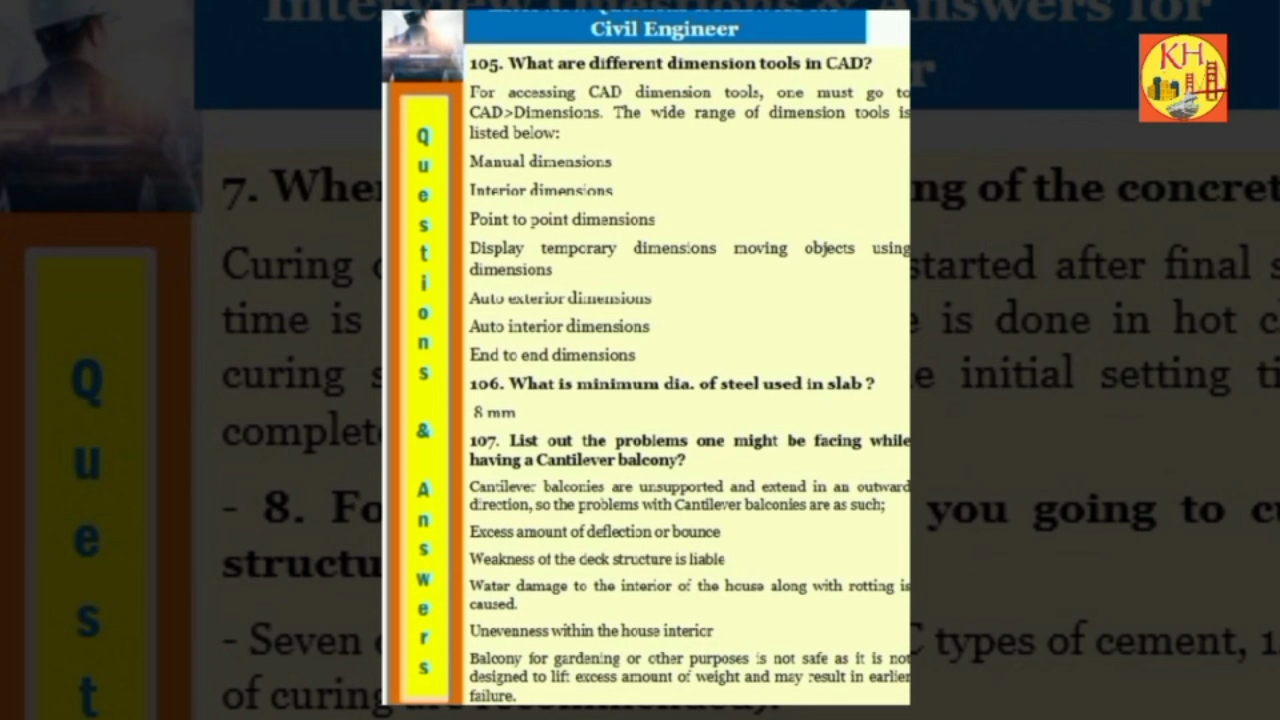 Interview Questions & Answers for
Civil Engineer
KH
105. What are different dimension tools in CAD?
For accessing CAD dimension tools, one must go to
CAD>Dimensions. The wide range of dimension tools is
listed below:
Manual dimensions
Interior dimensions
Point to point dimensions
Display temporary dimensions moving objects using
dimensions
Auto exterior dimensions
Auto interior dimensions
End to end dimensions
106. What is minimum dia. of steel used in slab ?
8 mm
107. List out the problems one might be facing while
having a Cantilever balcony?
Cantilever balconies are unsupported and extend in an outward
direction, so the problems with Cantilever balconies are as such;
Excess amount of deflection or bounce
Weakness of the deck structure is liable
Water damage to the interior of the house along with rotting is
caused.
Unevenness within the house interior
Balcony for gardening or other purposes is not safe as it is not
designed to lift excess amount of weight and may result in earlier
failure.
Questions & Answers
7. When ng of the concret
Curing started after final s
time is e is done in hot c
curing s e initial setting ti
complete
- 8. Fo you going to cu
structu
- Seven C types of cement, 1
of curing
Quest